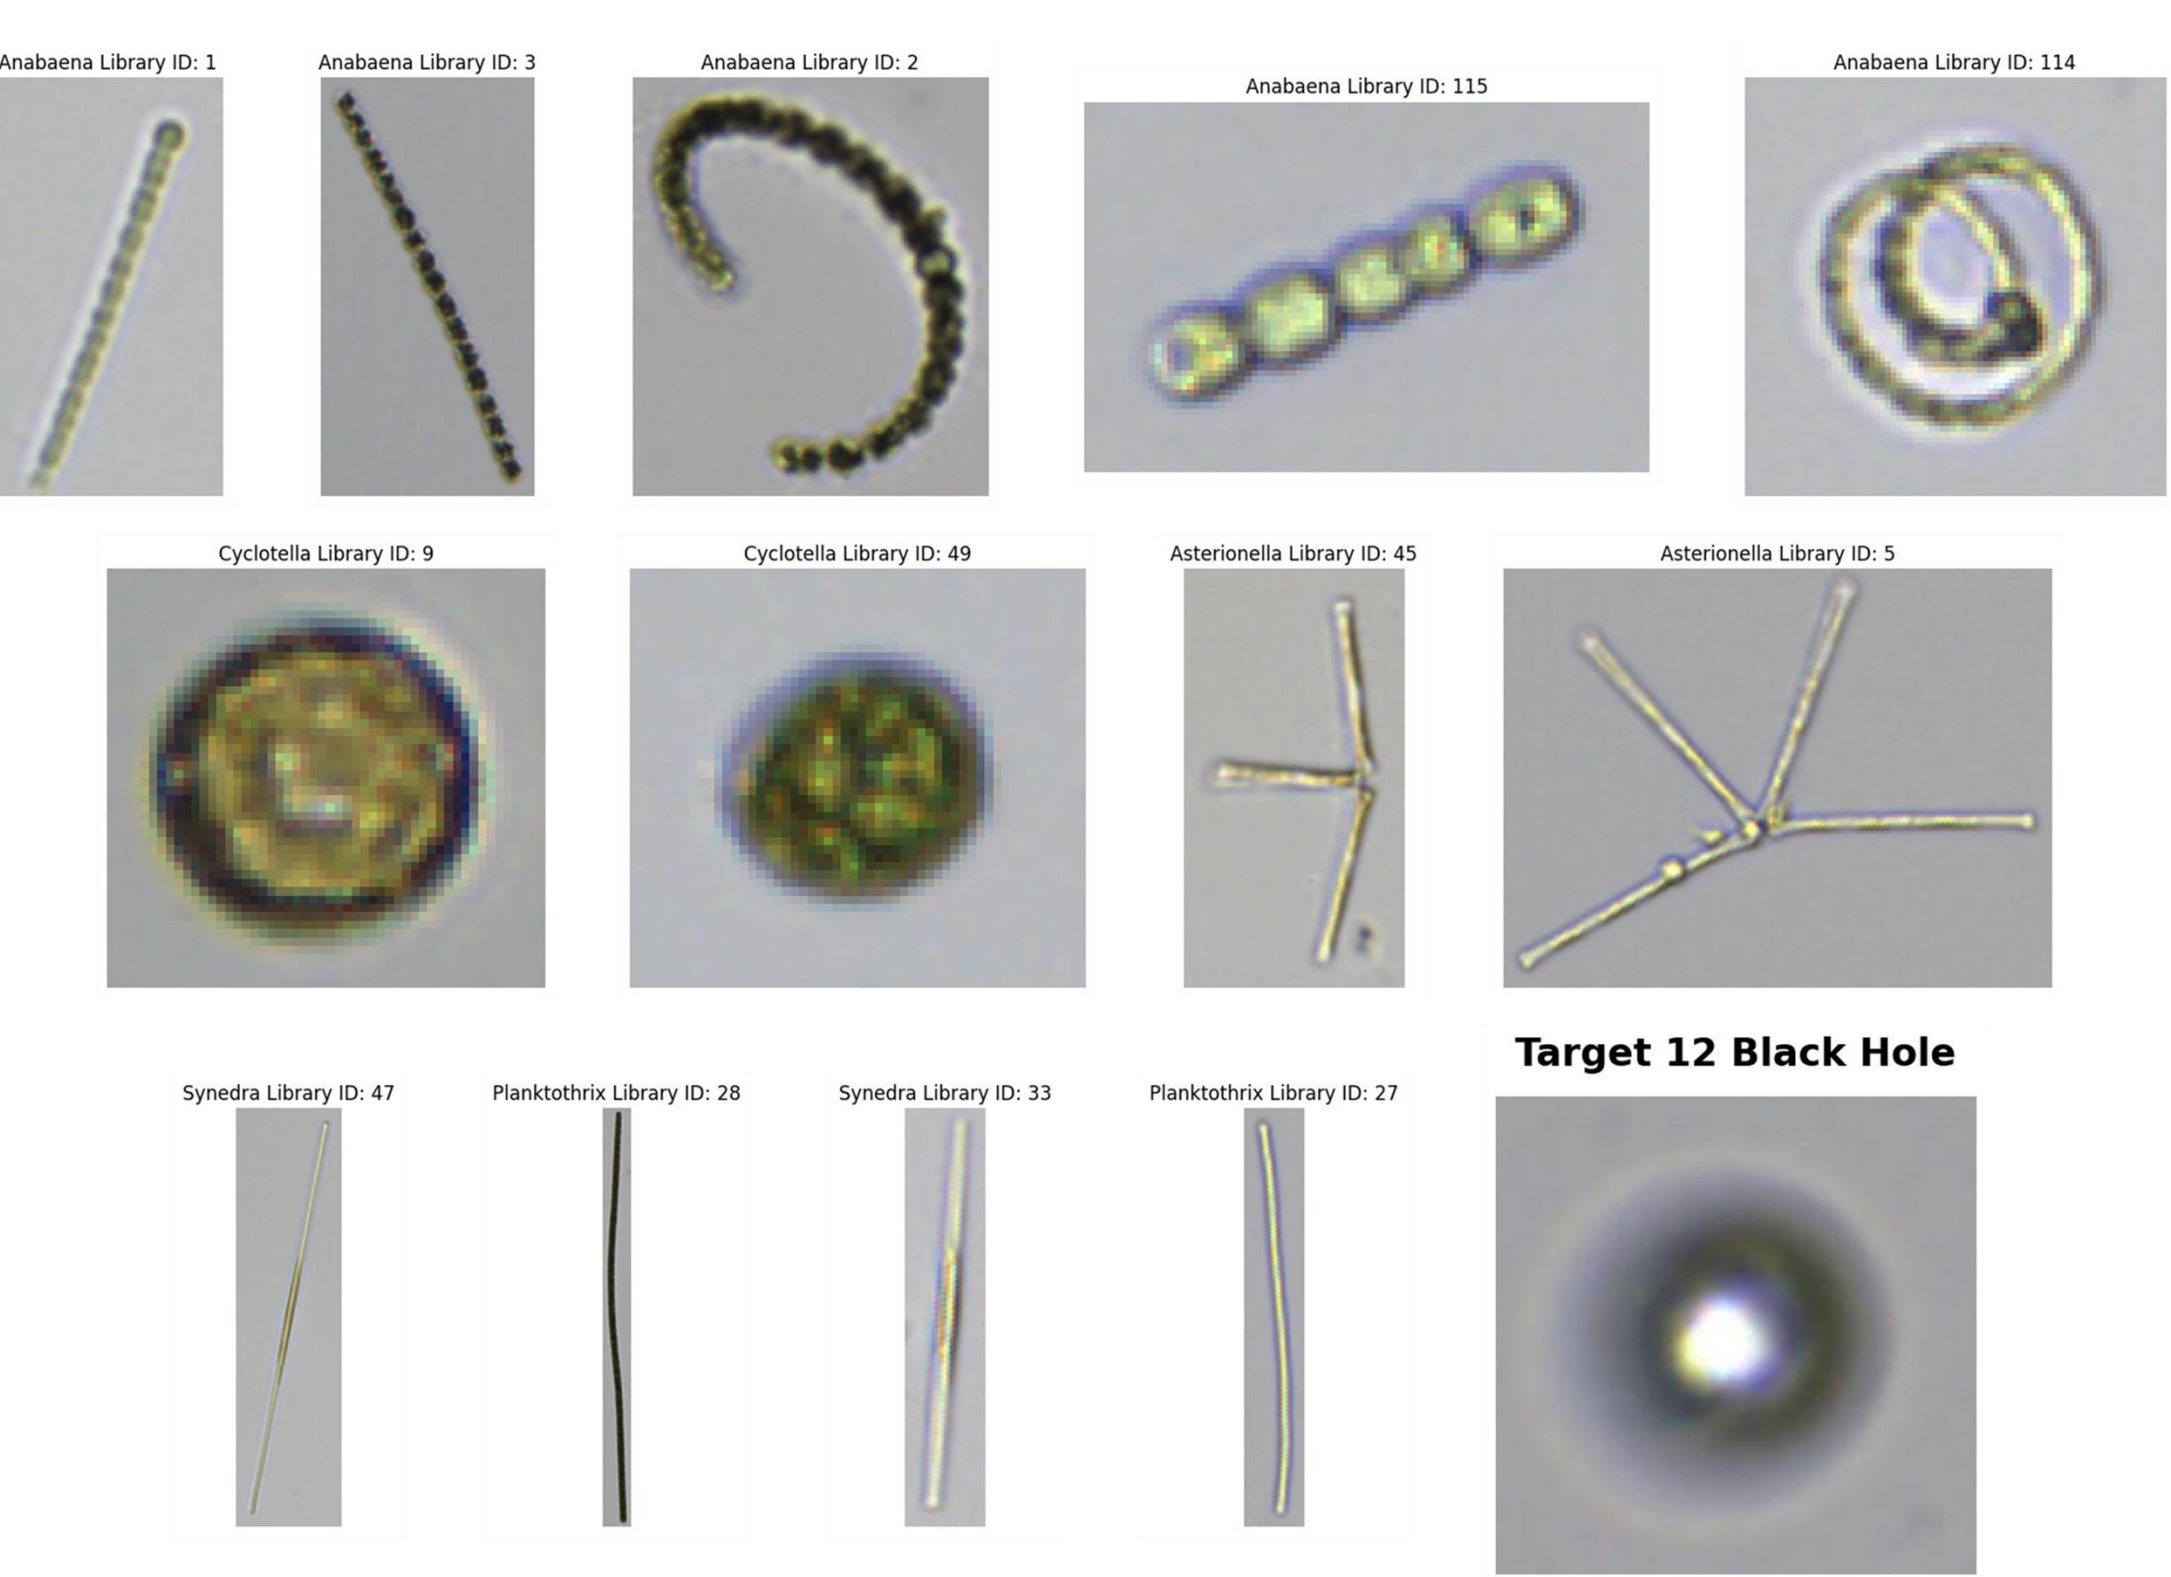 Anabaena Library ID: 1
Anabaena Library ID: 3
Anabaena Library ID: 2
Anabaena Library ID: 115
Anabaena Library ID: 114
Cyclotella Library ID: 9
Cyclotella Library ID: 49
Asterionella Library ID: 45
Asterionella Library ID: 5
Target 12 Black Hole
Synedra Library ID: 47
Planktothrix Library ID: 28
Synedra Library ID: 33
Planktothrix Library ID: 27